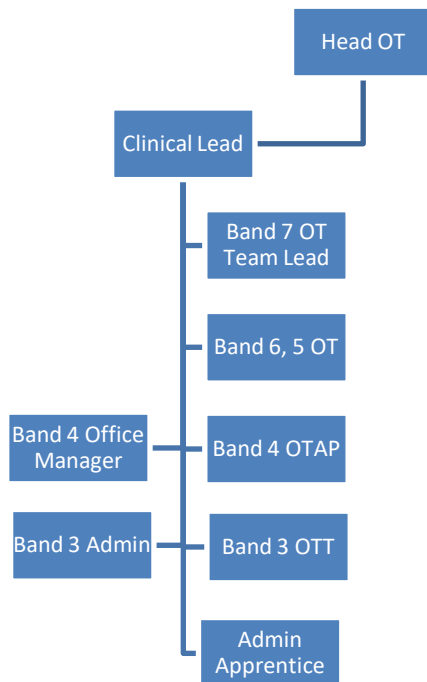 Head OT
Clinical Lead
Band 7 OT
Team Lead
Band 6, 5 OT
Band 4 Office
Manager
Band 4 OTAP
Band 3 Admin
Band 3 OTT
Admin
Apprentice